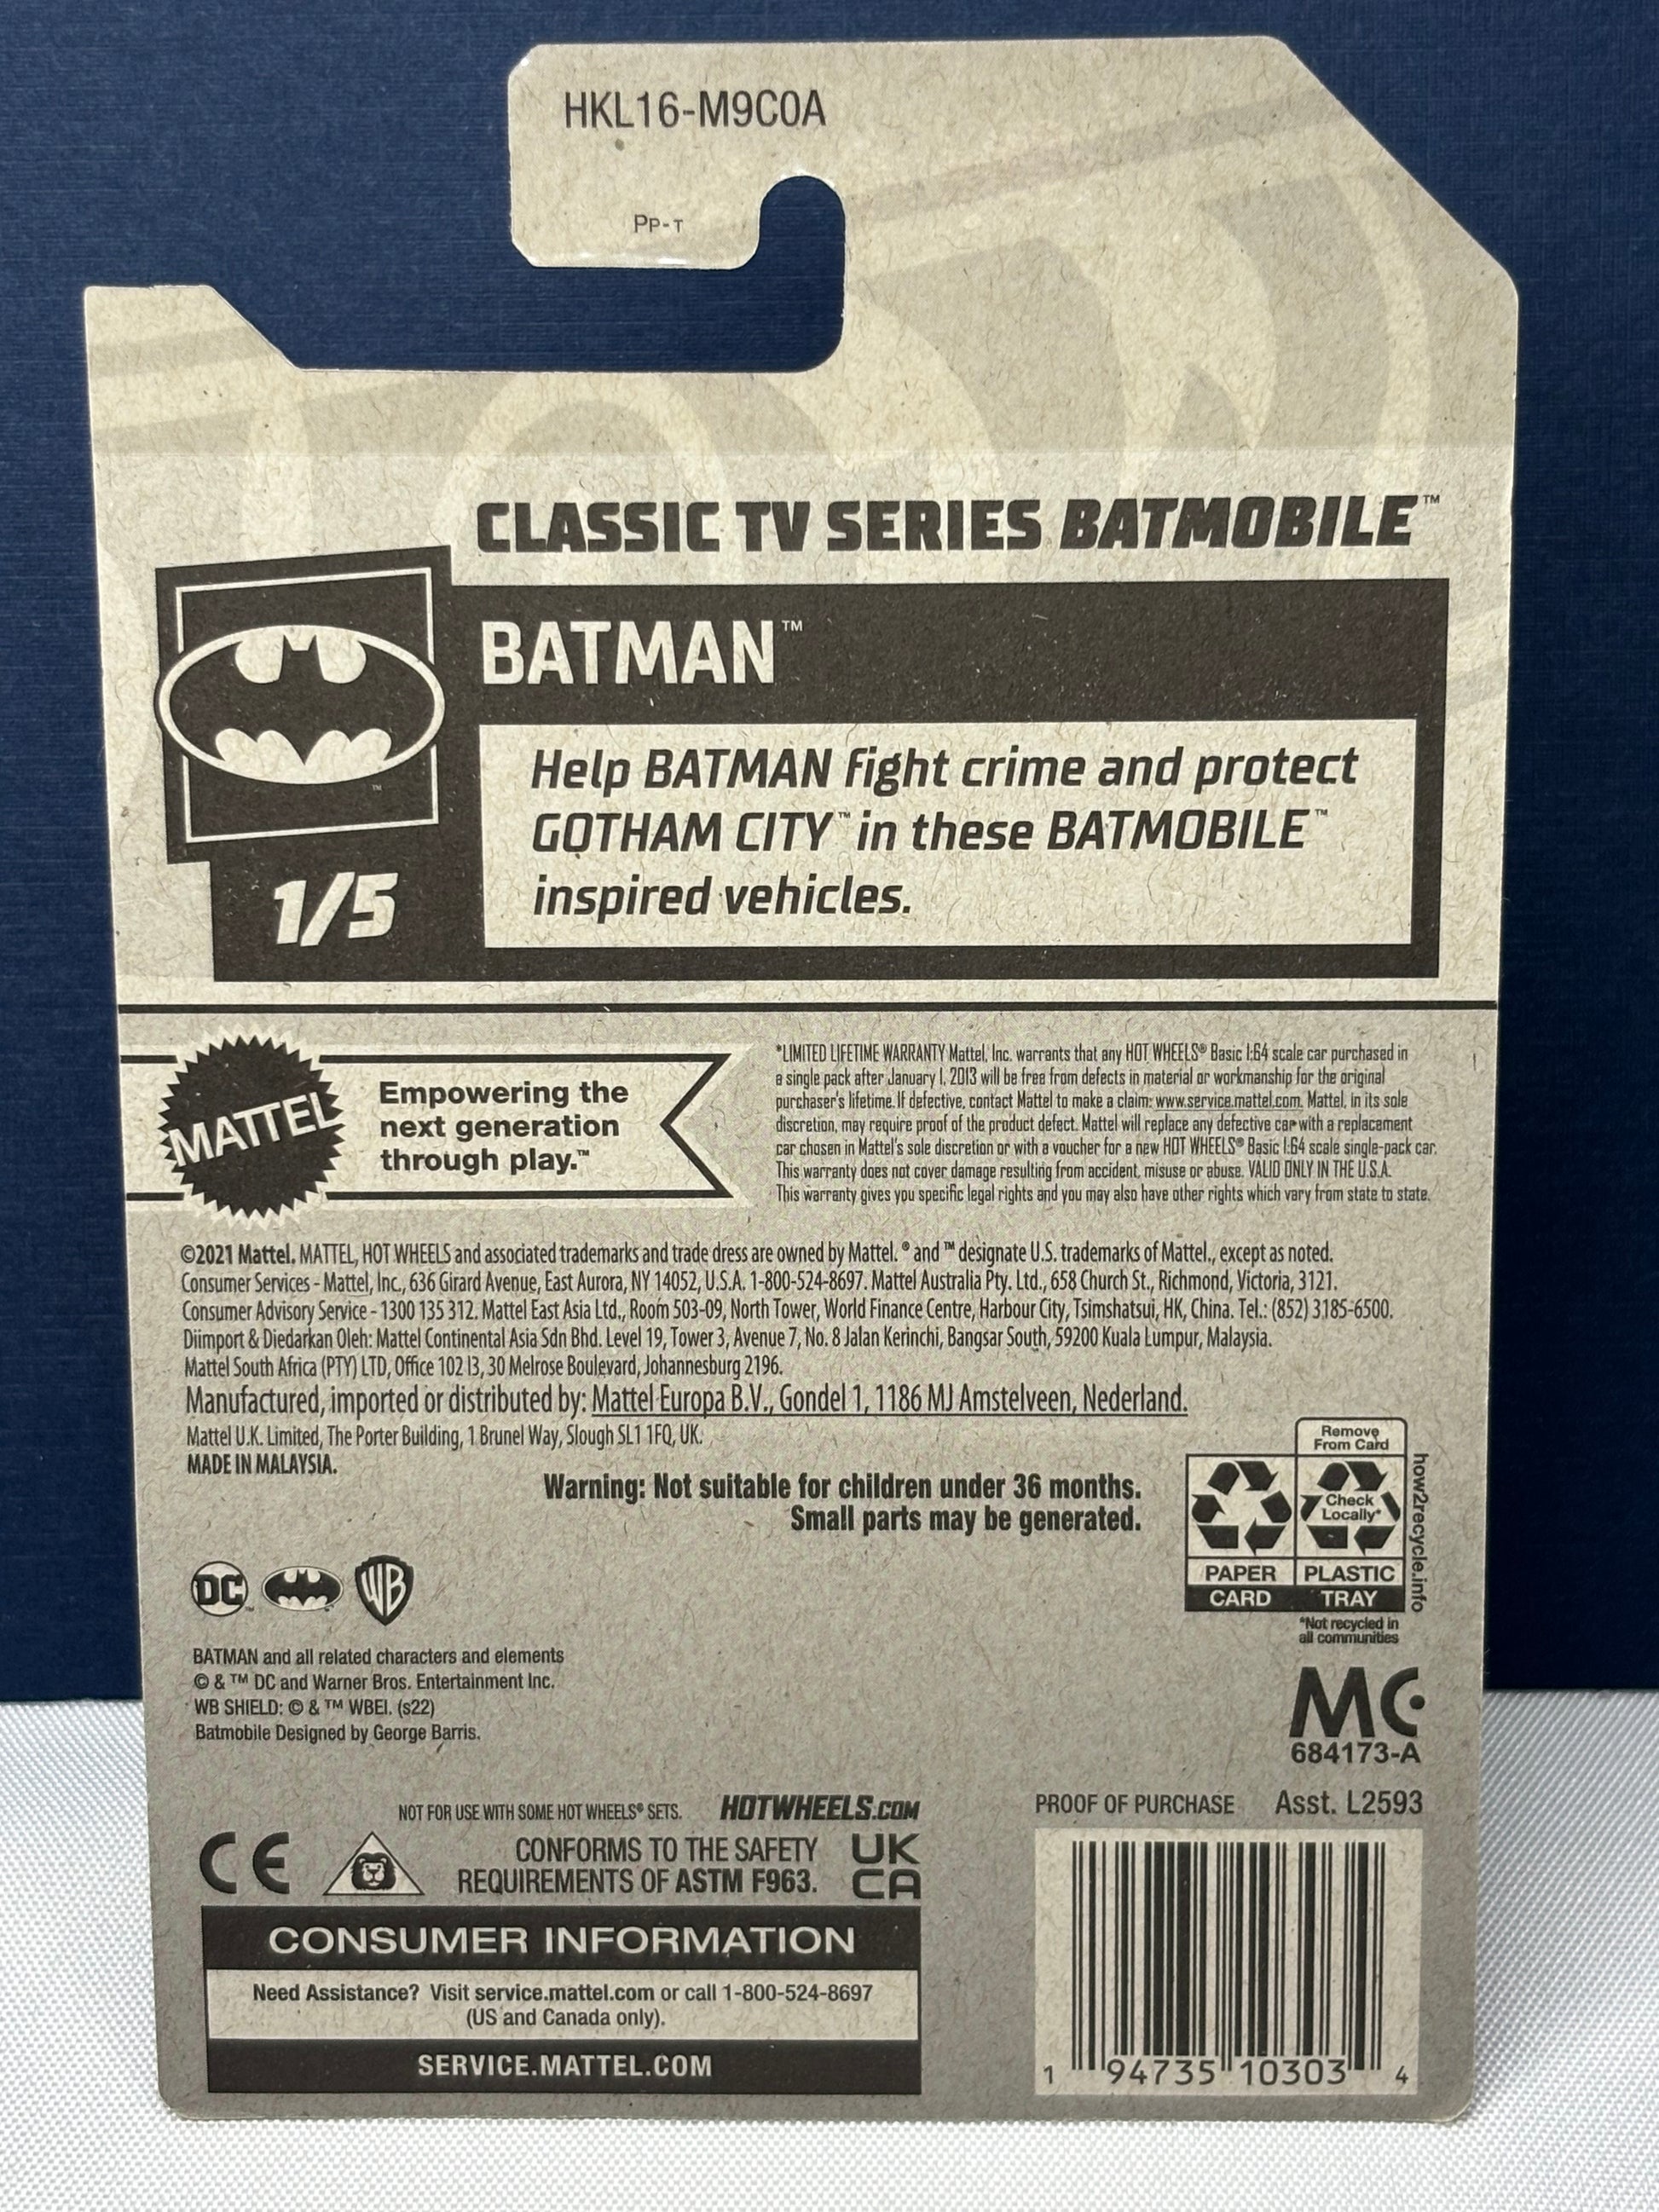 HKL16-M9C0A
PP-T
CLASSIC TV SERIES BATMOBILE™
BATMAN™
Help BATMAN fight crime and protect
GOTHAM CITY™ in these BATMOBILE™
inspired vehicles.
™
1/5
MATTEL
Empowering the
next generation
through play.™
*LIMITED LIFETIME WARRANTY Mattel, Inc. warrants that any HOT WHEELS® Basic 1:64 scale car purchased in
a single pack after January 1, 2013 will be free from defects in material or workmanship for the original
purchaser's lifetime. If defective, contact Mattel to make a claim: www.service.mattel.com. Mattel, in its sole
discretion, may require proof of the product defect. Mattel will replace any defective car with a replacement
car chosen in Mattel's sole discretion or with a voucher for a new HOT WHEELS® Basic 1:64 scale single-pack car.
This warranty does not cover damage resulting from accident, misuse or abuse. VALID ONLY IN THE U.S.A.
This warranty gives you specific legal rights and you may also have other rights which vary from state to state.
©2021 Mattel. MATTEL, HOT WHEELS and associated trademarks and trade dress are owned by Mattel. ® and ™ designate U.S. trademarks of Mattel., except as noted.
Consumer Services - Mattel, Inc., 636 Girard Avenue, East Aurora, NY 14052, U.S.A. 1-800-524-8697. Mattel Australia Pty. Ltd., 658 Church St., Richmond, Victoria, 3121.
Consumer Advisory Service - 1300 135 312. Mattel East Asia Ltd., Room 503-09, North Tower, World Finance Centre, Harbour City, Tsimshatsui, HK, China. Tel.: (852) 3185-6500.
Diimport & Diedarkan Oleh: Mattel Continental Asia Sdn Bhd. Level 19, Tower 3, Avenue 7, No. 8 Jalan Kerinchi, Bangsar South, 59200 Kuala Lumpur, Malaysia.
Mattel South Africa (PTY) LTD, Office 102 I3, 30 Melrose Boulevard, Johannesburg 2196.
Manufactured, imported or distributed by: Mattel Europa B.V., Gondel 1, 1186 MJ Amstelveen, Nederland.
Mattel U.K. Limited, The Porter Building, 1 Brunel Way, Slough SL1 1FQ, UK.
MADE IN MALAYSIA.
Warning: Not suitable for children under 36 months.
Small parts may be generated.
Remove
From Card
Check
Locally*
PAPER
PLASTIC
CARD
TRAY
how2recycle.info
*Not recycled in
all communities
DC™
WB
BATMAN and all related characters and elements
© & ™ DC and Warner Bros. Entertainment Inc.
WB SHIELD: © & ™ WBEI. (s22)
Batmobile Designed by George Barris.
MC
684173-A
NOT FOR USE WITH SOME HOT WHEELS® SETS.
HOTWHEELS.COM
PROOF OF PURCHASE
Asst. L2593
CE
CONFORMS TO THE SAFETY
REQUIREMENTS OF ASTM F963.
UK
CA
CONSUMER INFORMATION
Need Assistance? Visit service.mattel.com or call 1-800-524-8697
(US and Canada only).
SERVICE.MATTEL.COM
1 94735 10303 4